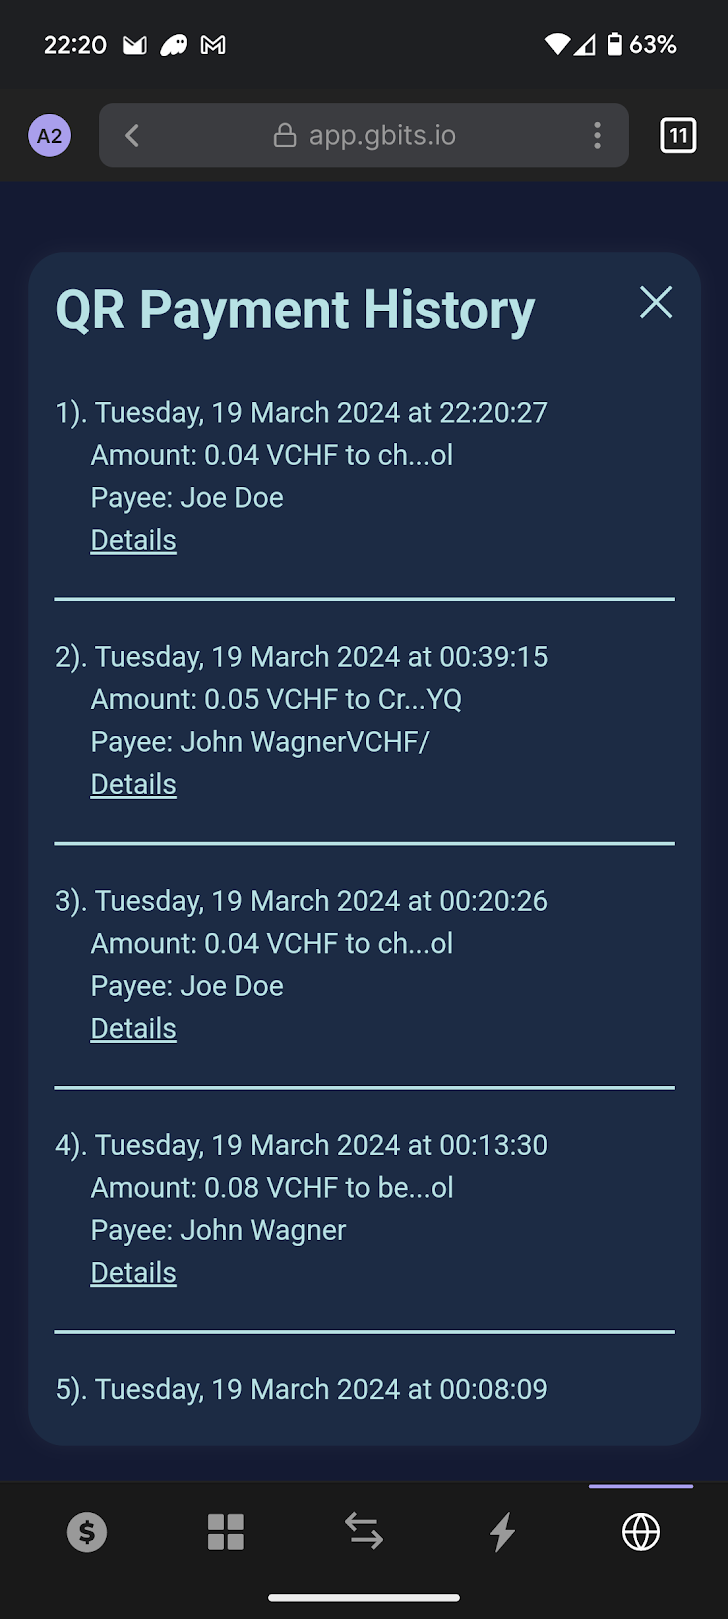 22:20
63%
A2
app.gbits.io
11
QR Payment History
1). Tuesday, 19 March 2024 at 22:20:27
Amount: 0.04 VCHF to ch...ol
Payee: Joe Doe
Details
2). Tuesday, 19 March 2024 at 00:39:15
Amount: 0.05 VCHF to Cr...YQ
Payee: John WagnerVCHF/
Details
3). Tuesday, 19 March 2024 at 00:20:26
Amount: 0.04 VCHF to ch...ol
Payee: Joe Doe
Details
4). Tuesday, 19 March 2024 at 00:13:30
Amount: 0.08 VCHF to be...ol
Payee: John Wagner
Details
5). Tuesday, 19 March 2024 at 00:08:09